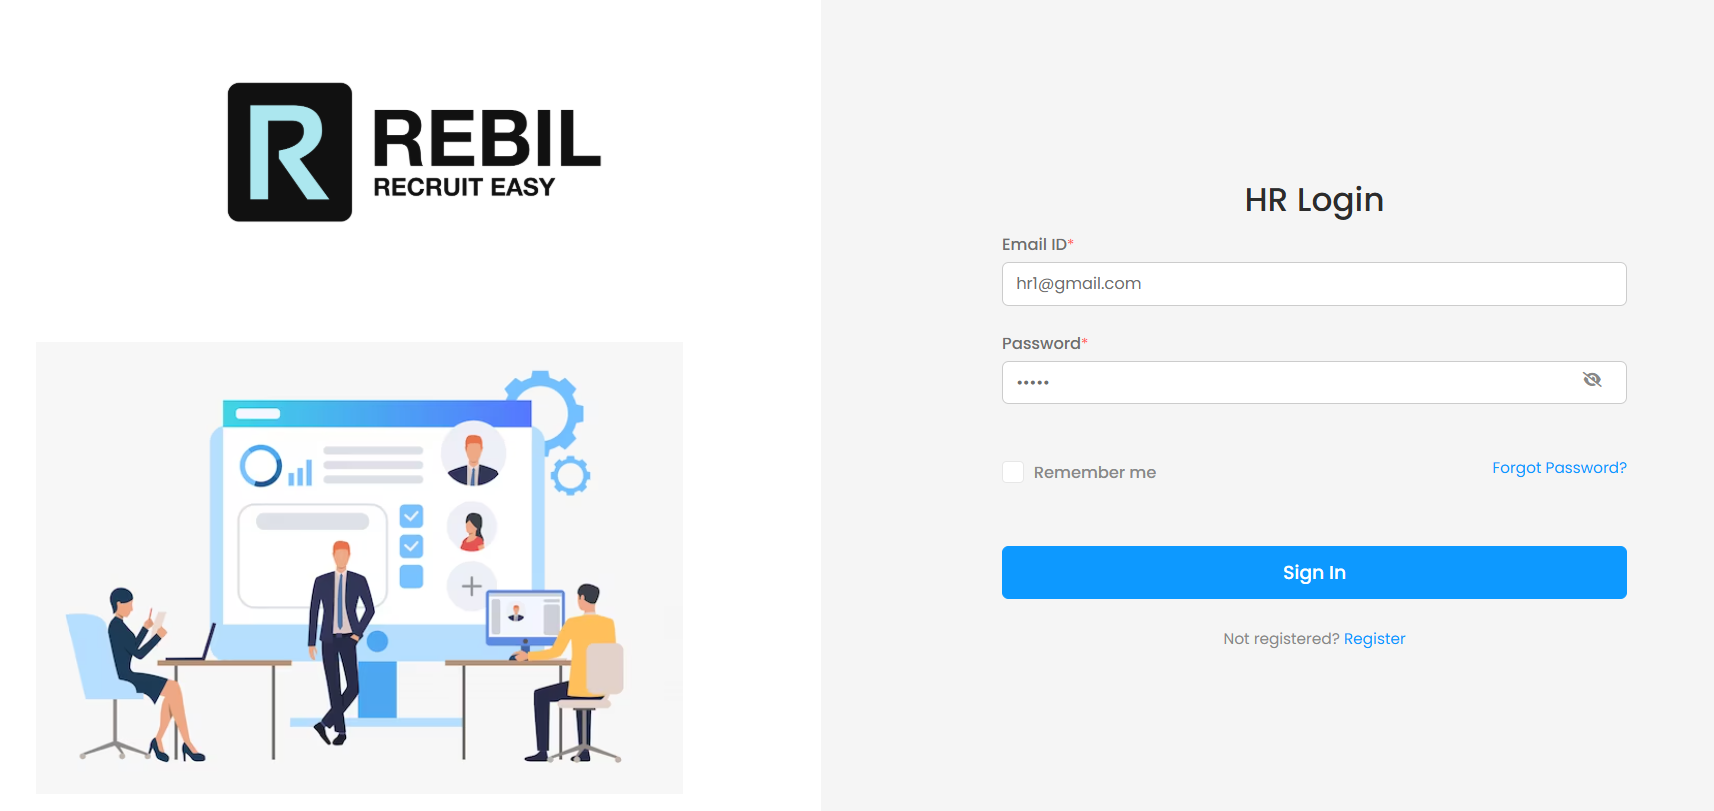 R REBIL
RECRUIT EASY
HR Login
Email ID*
hr1@gmail.com
Password*
•••••
Remember me
Forgot Password?
Sign In
Not registered? Register